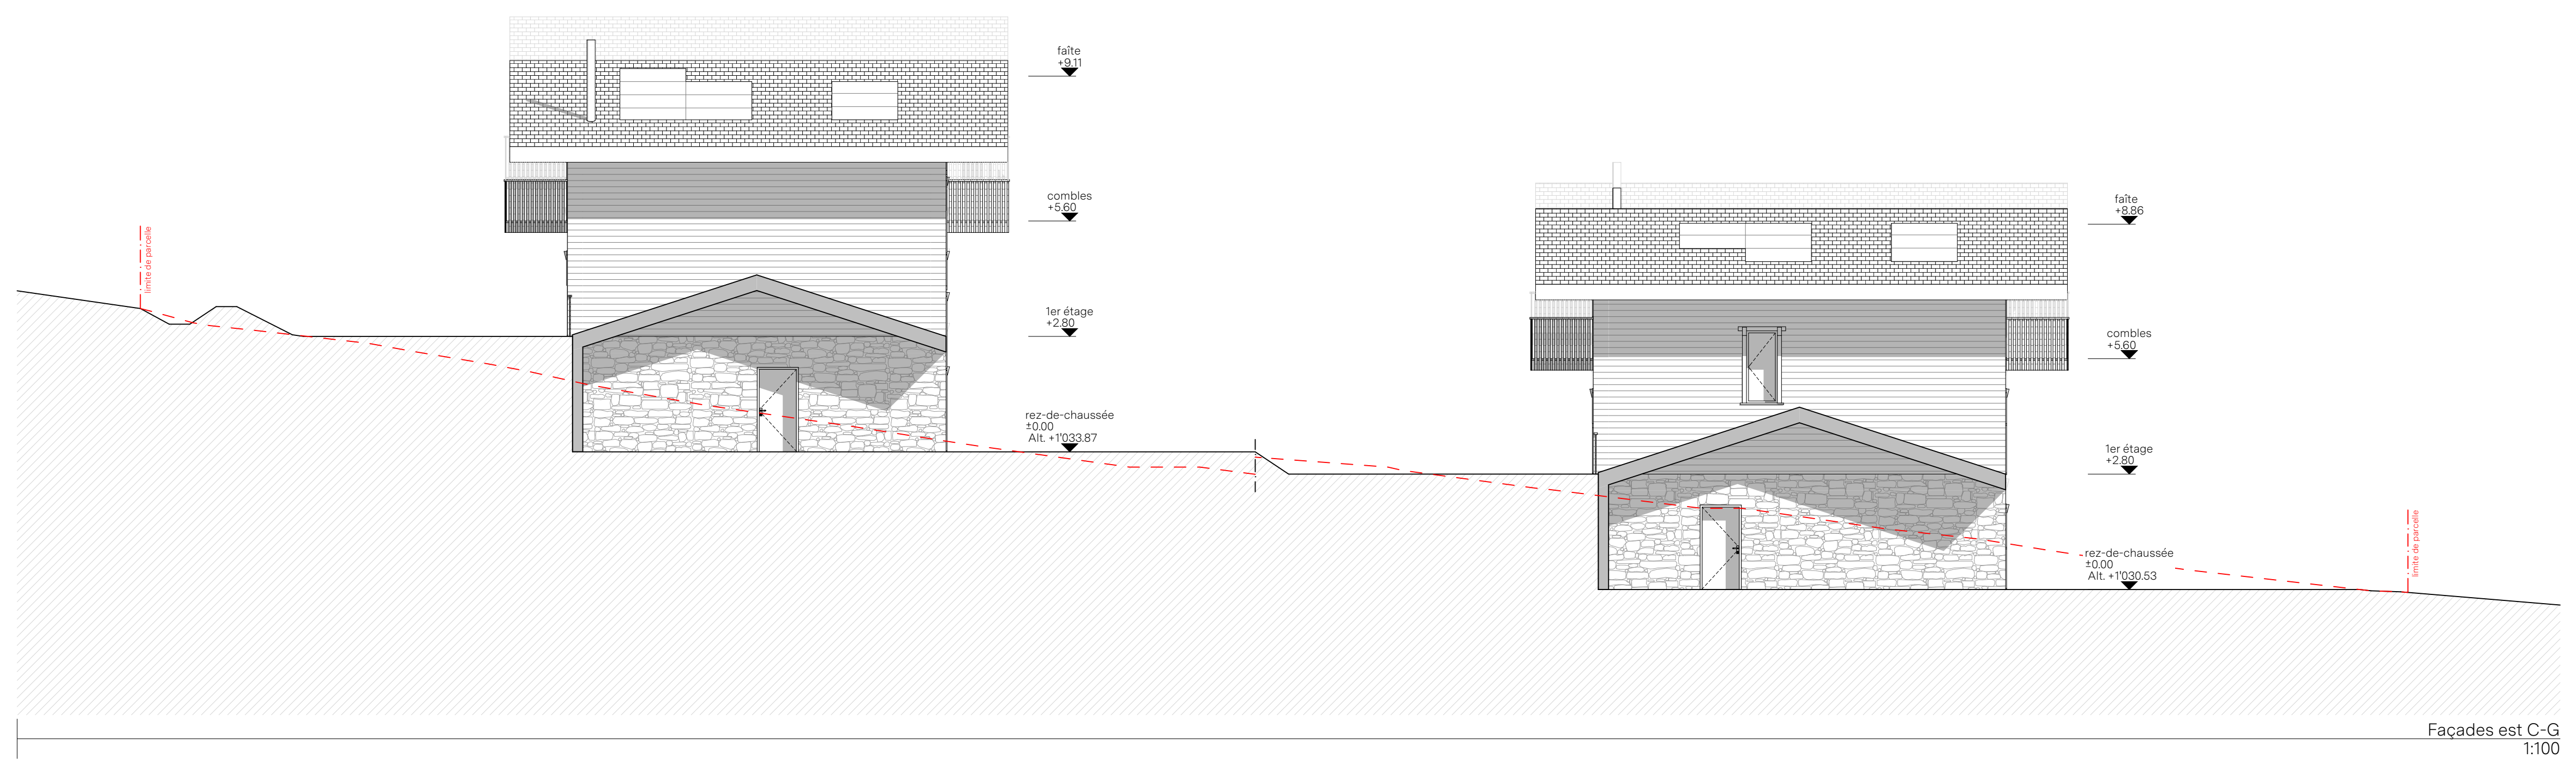 faîte
+9.11
combles
+5.60
limite de parcelle
1er étage
+2.80
rez-de-chaussée
±0.00
Alt. +1'033.87
faîte
+8.86
combles
+5.60
1er étage
+2.80
rez-de-chaussée
±0.00
Alt. +1'030.53
limite de parcelle
Façades est C-G
1:100